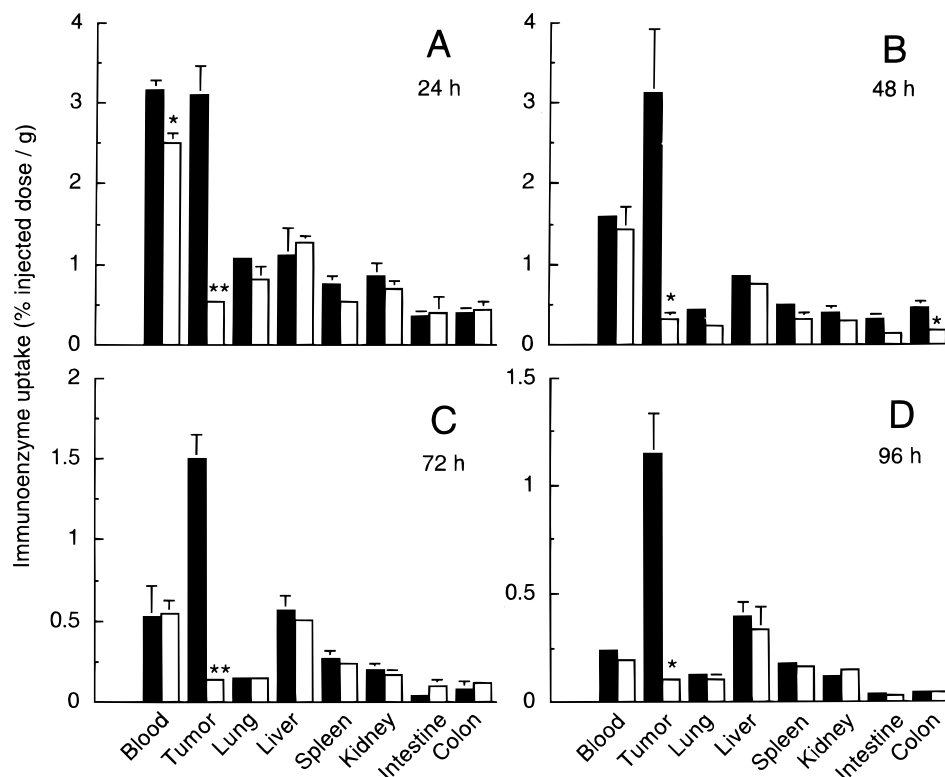 Immunoenzyme uptake (% injected dose / g)
4
3
2
1
0
A
24 h
*
**
4
3
2
1
0
B
48 h
*
*
2
1.5
1
0.5
0
C
72 h
**
Blood
Tumor
Lung
Liver
Spleen
Kidney
Intestine
Colon
1.5
1
0.5
0
D
96 h
*
Blood
Tumor
Lung
Liver
Spleen
Kidney
Intestine
Colon